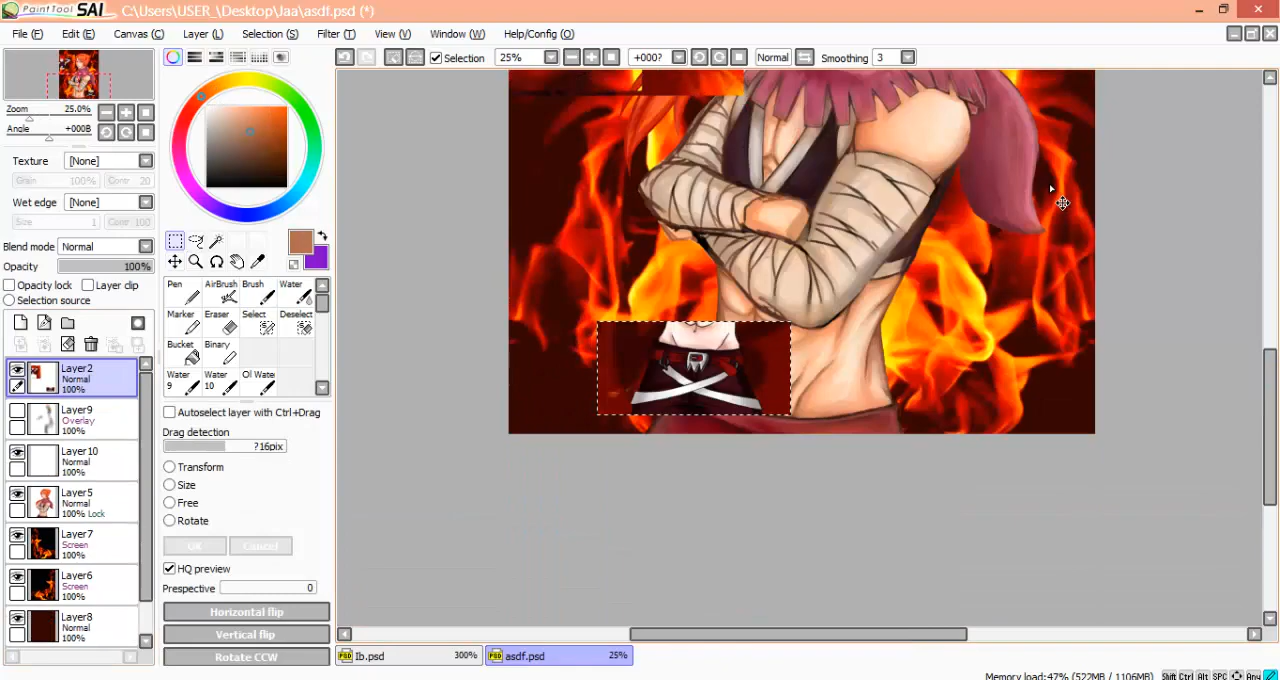 PaintTool SAI C:\Users\USER_\Desktop\Jaa\asdf.psd (*)
File (F) Edit (E) Canvas (C) Layer (L) Selection (S) Filter (T) View (V) Window (W) Help/Config (O)
Selection 25% +000? Normal Smoothing 3
Zoom 25.0%
Angle +000B
Texture [None]
Grain 100% Contr 20
Wet edge [None]
Size 1 Contr 100
Blend mode Normal
Opacity 100%
Opacity lock Layer clip
Selection source
Layer2
Normal
100%
Layer9
Overlay
100%
Layer10
Normal
100%
Layer5
Normal
100% Lock
Layer7
Screen
100%
Layer6
Screen
100%
Layer8
Normal
100%
Pen AirBrush Brush Water
Marker Eraser Select Deselect
Bucket Binary
Water 9 Water 10 Ol Wate
Autoselect layer with Ctrl+Drag
Drag detection
?16pix
Transform
Size
Free
Rotate
OK Cancel
HQ preview
Prespective 0
Horizontal flip
Vertical flip
Rotate CCW
Ib.psd 300% asdf.psd 25%
Memory load:47% (522MB / 1106MB) Shift Ctrl Alt SPC Any